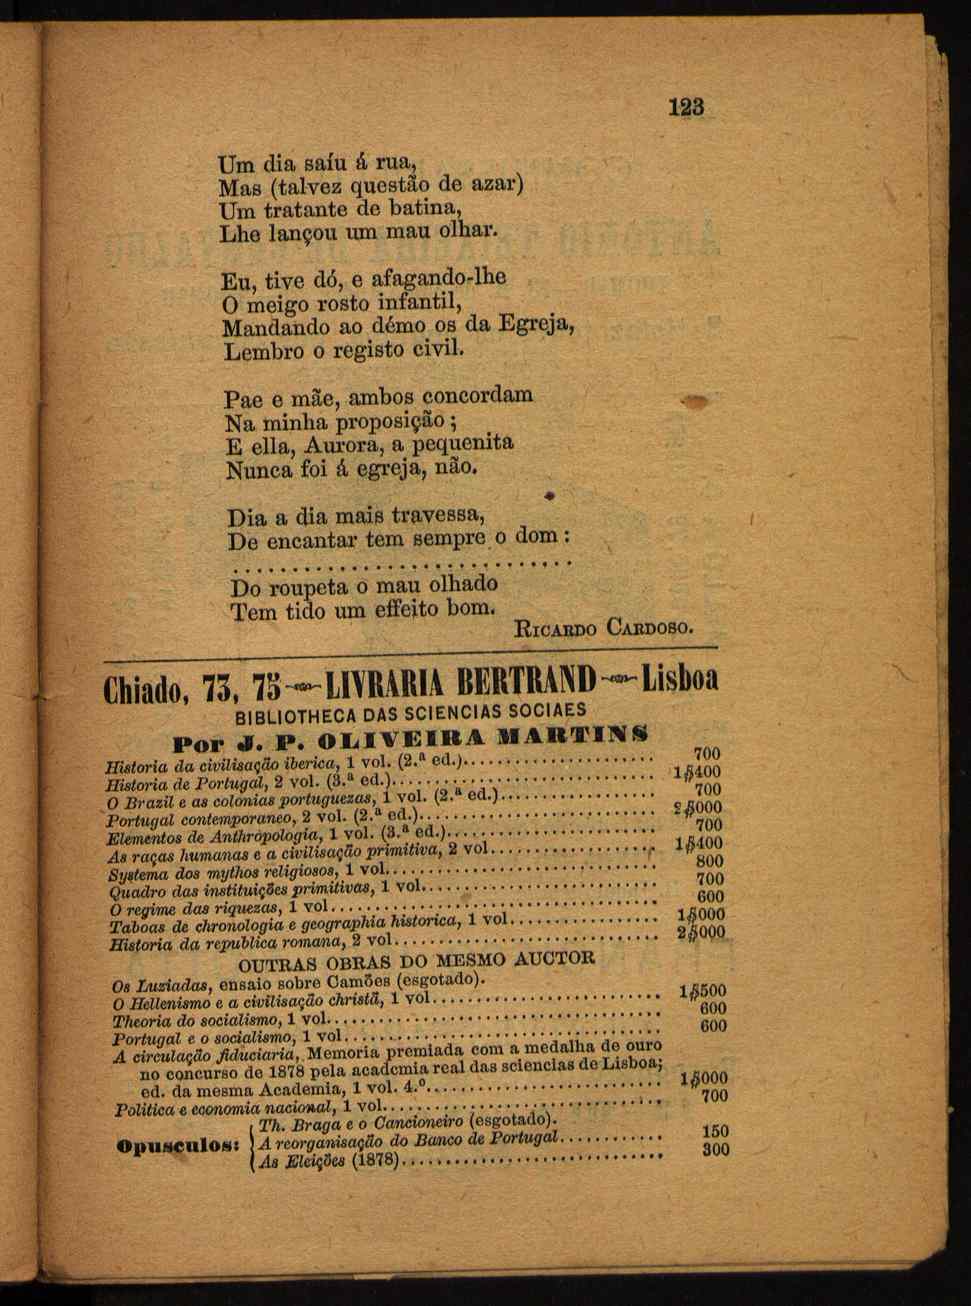 123
Um dia saíu á rua,
Mas (talvez questão de azar)
Um tratante de batina,
Lhe lançou um mau olhar.
Eu, tive dó, e afagando-lhe
O meigo rosto infantil,
Mandando ao démo os da Egreja,
Lembro o registo civil.
Pae e mãe, ambos concordam
Na minha proposição ;
E ella, Aurora, a pequenita
Nunca foi á egreja, não.
Dia a dia mais travessa,
De encantar tem sempre o dom :
................................
Do roupeta o mau olhado
Tem tido um effeito bom.
RICARDO CARDOSO.
Chiado, 73, 75—LIVRARIA BERTRAND—Lisboa
BIBLIOTHECA DAS SCIENCIAS SOCIAES
Por J. P. OLIVEIRA MARTINS
Historia da civilisação iberica, 1 vol. (2.ª ed.)........................ 700
Historia de Portugal, 2 vol. (3.ª ed.)........................ 1$400
O Brazil e as colonias portuguezas, 1 vol. (2.ª ed.)........................ 700
Portugal contemporaneo, 2 vol. (2.ª ed.)........................ 2$000
Elementos de Anthropologia, 1 vol. (3.ª ed.)........................ 700
As raças humanas e a civilisação primitiva, 2 vol........................ 1$400
Systema dos mythos religiosos, 1 vol........................ 800
Quadro das instituições primitivas, 1 vol........................ 700
O regime das riquezas, 1 vol........................ 600
Taboas de chronologia e geographia historica, 1 vol........................ 1$000
Historia da republica romana, 2 vol........................ 2$000
OUTRAS OBRAS DO MESMO AUCTOR
Os Luziadas, ensaio sobre Camões (esgotado).
O Hellenismo e a civilisação christã, 1 vol........................ 1$500
Theoria do socialismo, 1 vol........................ 600
Portugal e o socialismo, 1 vol........................ 600
A circulação fiduciaria, Memoria premiada com a medalha de ouro
no concurso de 1878 pela academia real das sciencias de Lisboa;
ed. da mesma Academia, 1 vol. 4.º........................ 1$000
Politica e economia nacional, 1 vol........................ 700
Opusculos: Th. Braga e o Cancioneiro (esgotado).
A reorganisação do Banco de Portugal............ 150
As Eleições (1878)........................ 300